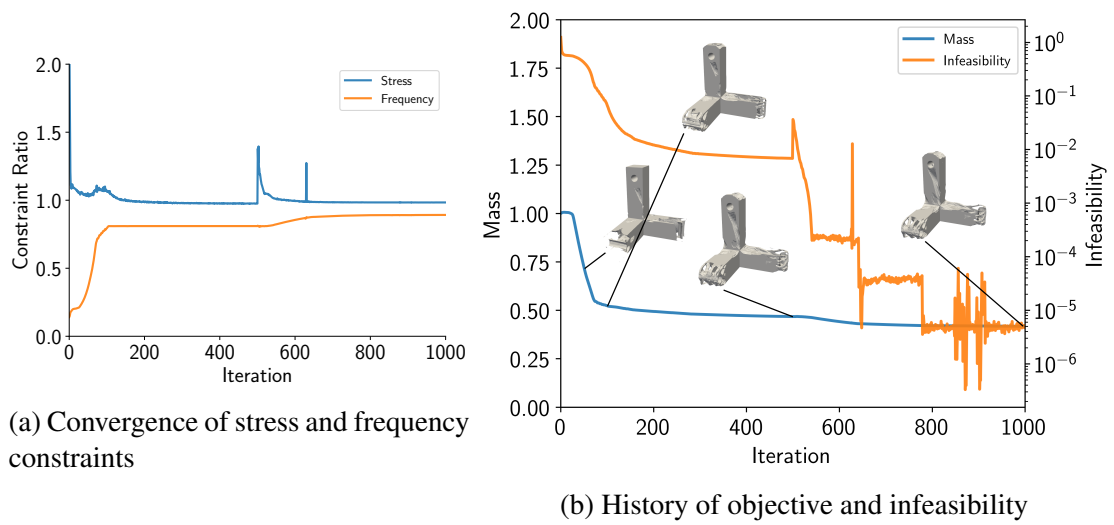 2.0
1.5
1.0
0.5
0.0
Constraint Ratio
Stress
Frequency
0 200 400 600 800 1000
Iteration
(a) Convergence of stress and frequency
constraints
2.00
1.75
1.50
1.25
1.00
0.75
0.50
0.25
0.00
Mass
Mass
Infeasibility
10⁰
10⁻¹
10⁻²
10⁻³
10⁻⁴
10⁻⁵
10⁻⁶
Infeasibility
0 200 400 600 800 1000
Iteration
(b) History of objective and infeasibility